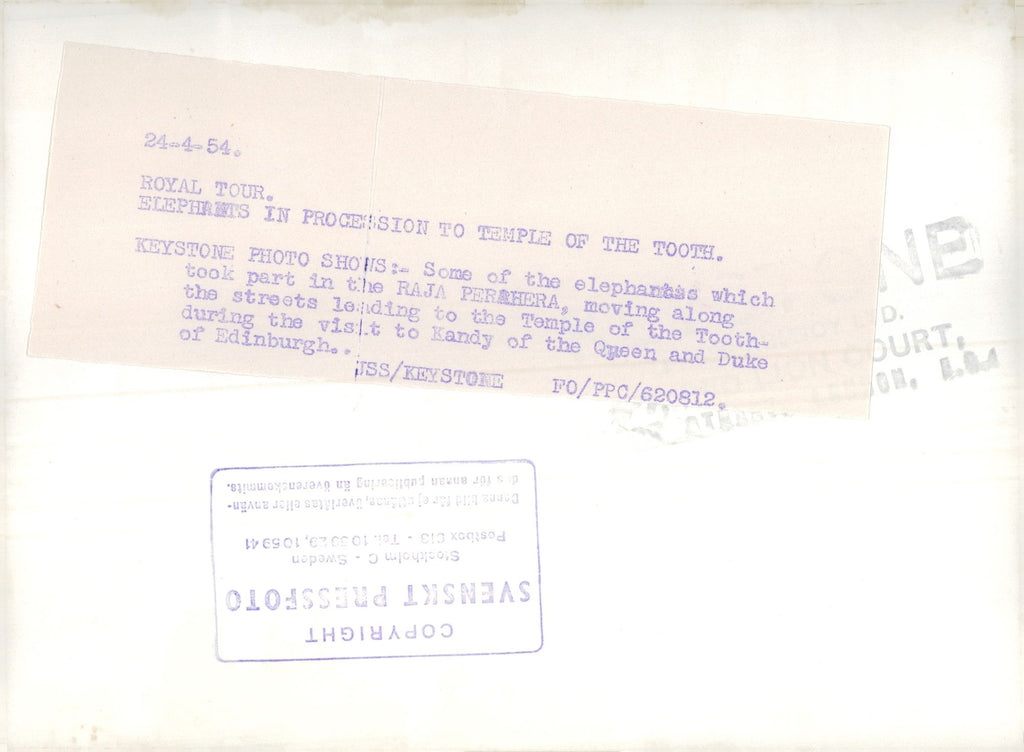 24-4-54.
ROYAL TOUR.
ELEPHANTS IN PROCESSION TO TEMPLE OF THE TOOTH.
KEYSTONE PHOTO SHOWS:- Some of the elephants which
took part in the RAJA PERAHERA, moving along
the streets leading to the Temple of the Tooth-
during the visit to Kandy of the Queen and Duke
of Edinburgh..
JSS/KEYSTONE FO/PPC/620812.
NE
D.
COURT,
COPYRIGHT
SVENSKT PRESSFOTO
Stockholm C - Sweden
Postbox 613 - Tel. 10 59 29, 10 59 41
Denna bild får ej utlånas, överlåtas eller använ-
das för annan publicering än överenskommits.